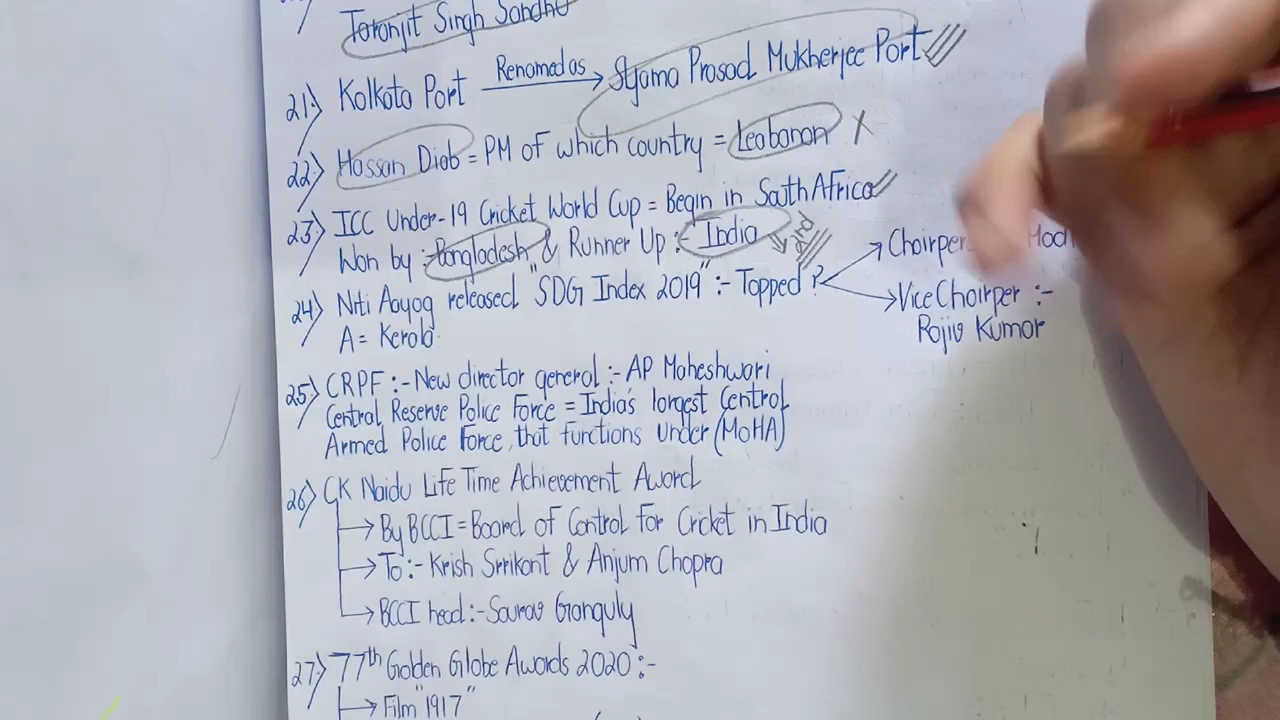 Taranjit Singh Sandhu
21) Kolkata Port Renamed as → Syama Prasad Mukherjee Port
22) Hassan Diab = PM of which country = Leabanon X
23) ICC Under-19 Cricket World Cup = Begin in South Africa
Won by :- Bangladesh & Runner Up :- India 2nd
24) Niti Aayog released "SDG Index 2019" :- Topped ?
A = Kerala
Vice Chairper :-
Rajiv Kumar
25) CRPF :- New director general :- AP Maheshwari
Central Reserve Police Force = India's largest Central
Armed Police Force, that functions under (MoHA)
26) CK Naidu Life Time Achievement Award
→ By BCCI = Board of Control for Cricket in India
→ To :- Krish Srrikant & Anjum Chopra
→ BCCI head :- Sourav Ganguly
27) 77th Golden Globe Awards 2020 :-
→ Film "1917"